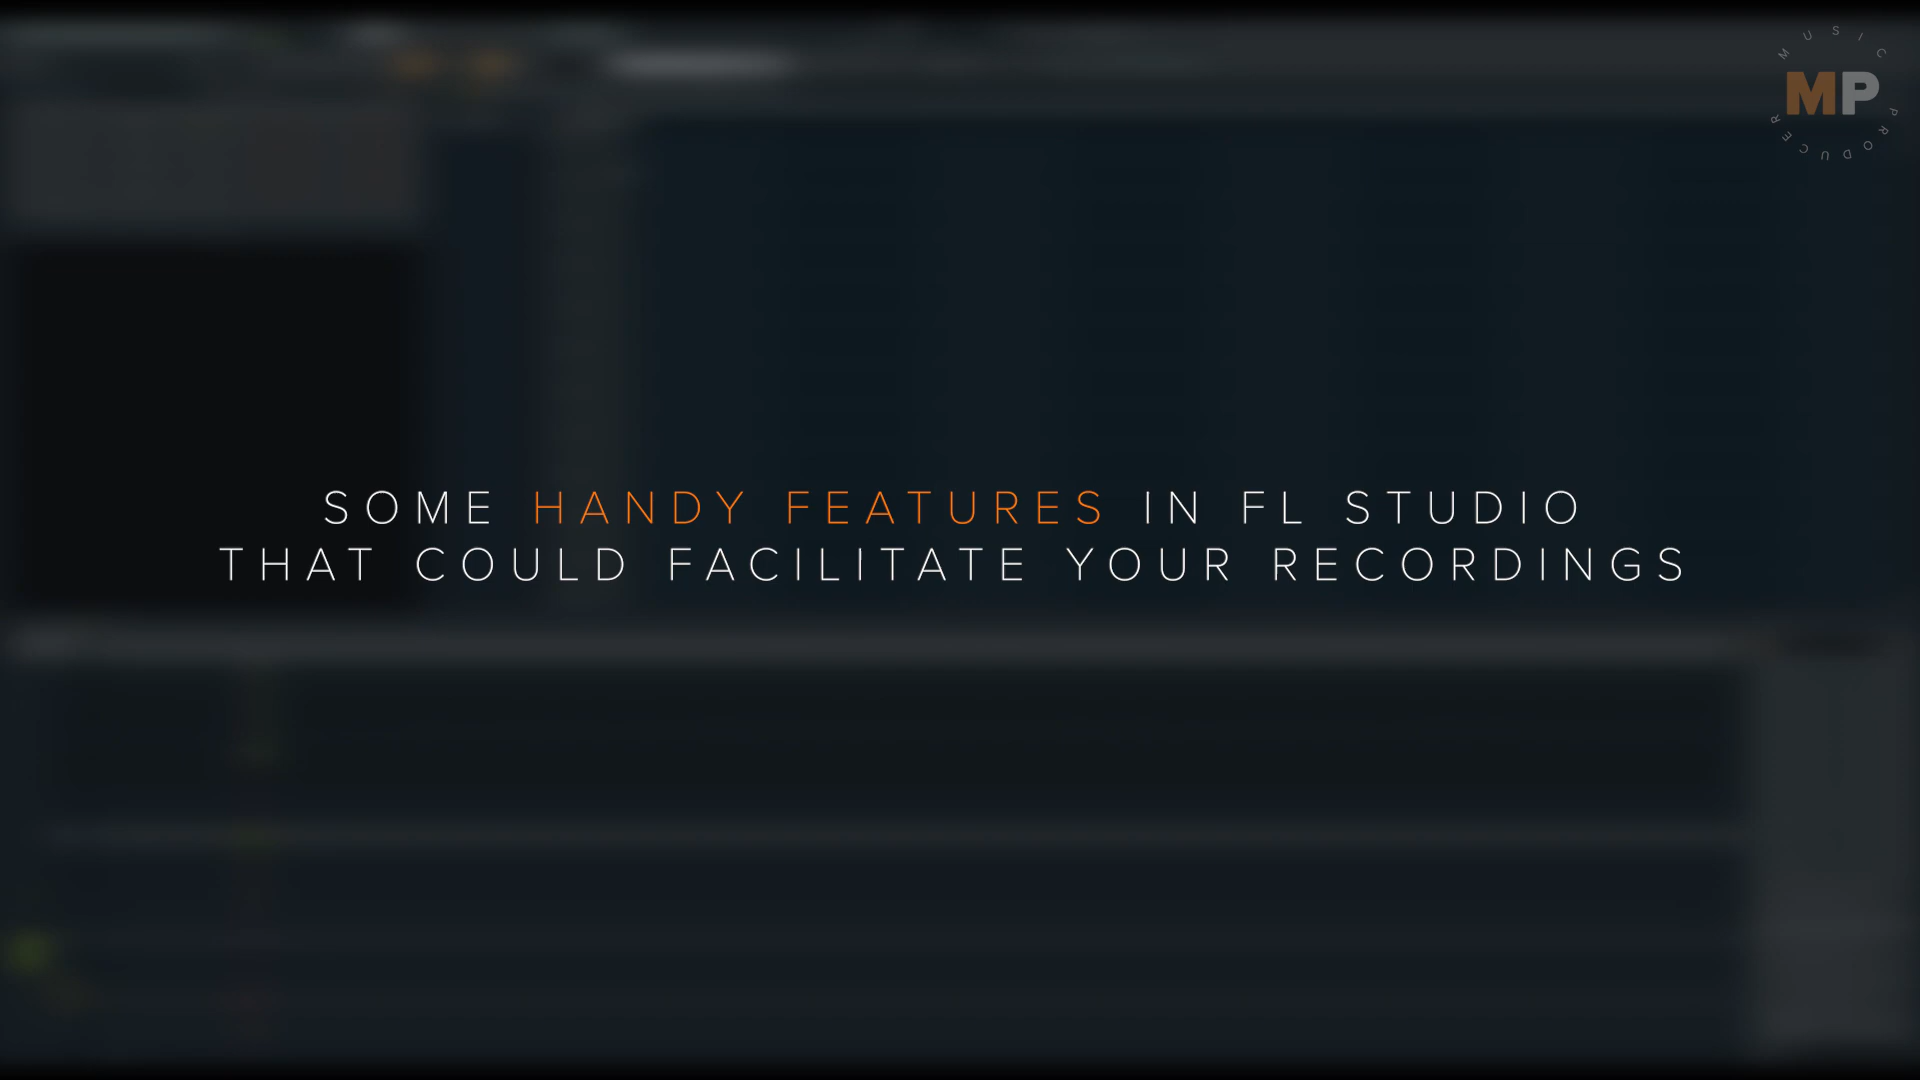 MUSIC
MP
PRODUCER
SOME HANDY FEATURES IN FL STUDIO
THAT COULD FACILITATE YOUR RECORDINGS